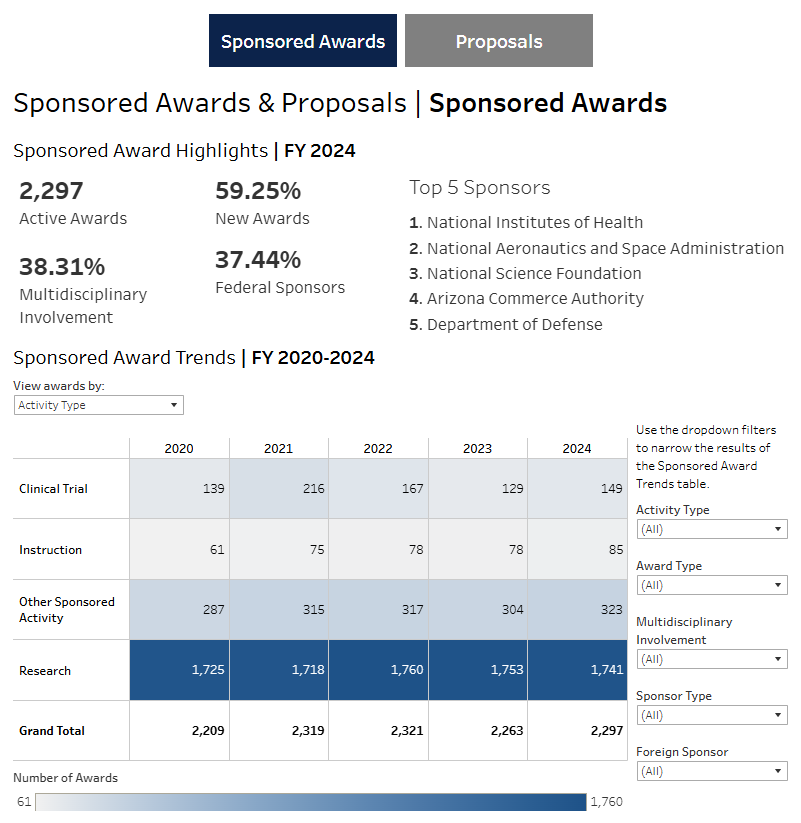 Sponsored Awards
Proposals
Sponsored Awards & Proposals | Sponsored Awards
Sponsored Award Highlights | FY 2024
2,297
Active Awards
59.25%
New Awards
38.31%
Multidisciplinary
Involvement
37.44%
Federal Sponsors
Top 5 Sponsors
1. National Institutes of Health
2. National Aeronautics and Space Administration
3. National Science Foundation
4. Arizona Commerce Authority
5. Department of Defense
Sponsored Award Trends | FY 2020-2024
View awards by:
Activity Type
2020 2021 2022 2023 2024
Clinical Trial 139 216 167 129 149
Instruction 61 75 78 78 85
Other Sponsored
Activity 287 315 317 304 323
Research 1,725 1,718 1,760 1,753 1,741
Grand Total 2,209 2,319 2,321 2,263 2,297
Number of Awards
61 1,760
Use the dropdown filters
to narrow the results of
the Sponsored Award
Trends table.
Activity Type
(All)
Award Type
(All)
Multidisciplinary
Involvement
(All)
Sponsor Type
(All)
Foreign Sponsor
(All)